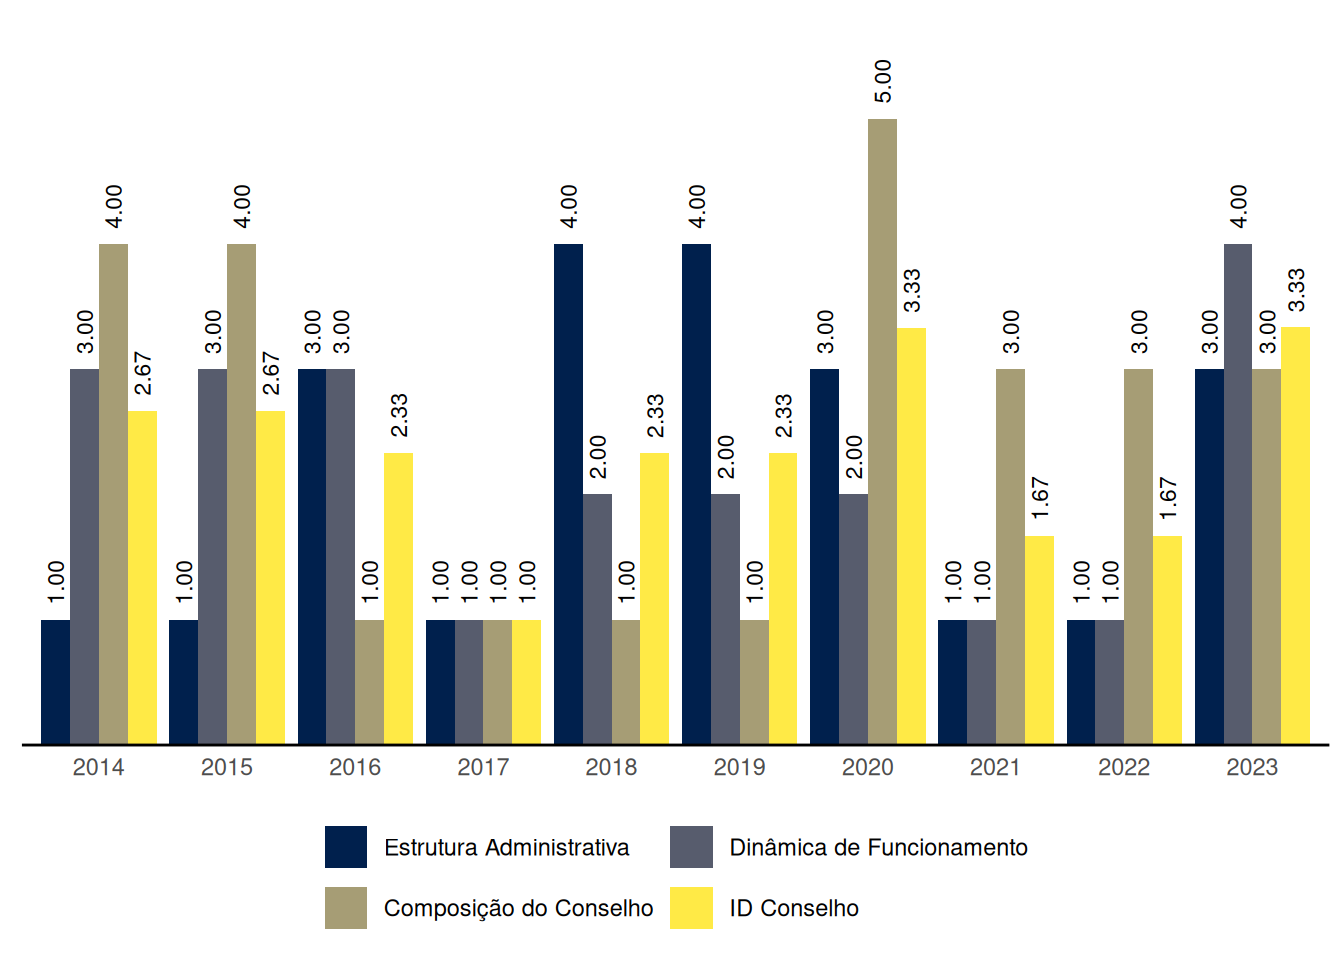 1.00 3.00 4.00 2.67 1.00 3.00 4.00 2.67 3.00 3.00 1.00 2.33 1.00 1.00 1.00 1.00 4.00 2.00 1.00 2.33 4.00 2.00 1.00 2.33 3.00 2.00 5.00 3.33 1.00 1.00 3.00 1.67 1.00 1.00 3.00 1.67 3.00 4.00 3.00 3.33
2014 2015 2016 2017 2018 2019 2020 2021 2022 2023
Estrutura Administrativa Dinâmica de Funcionamento
Composição do Conselho ID Conselho